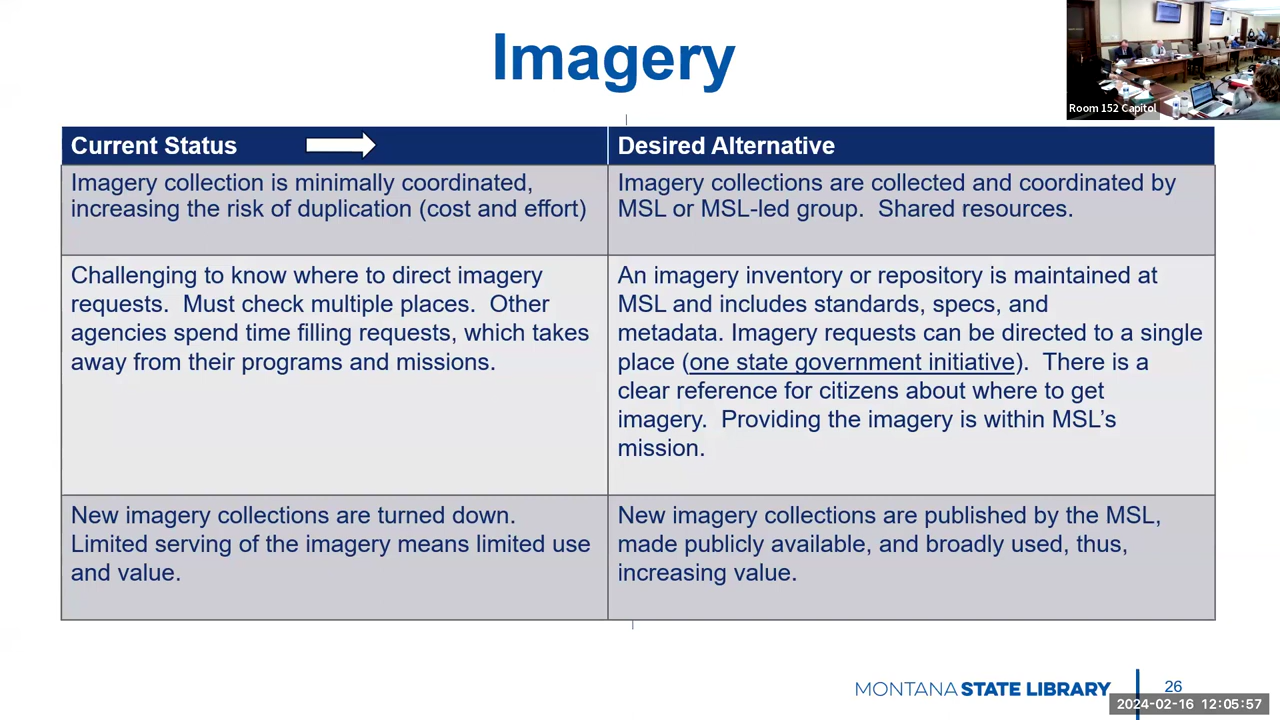 Imagery
Room 152 Capitol
Current Status
Desired Alternative
Imagery collection is minimally coordinated,
increasing the risk of duplication (cost and effort)
Imagery collections are collected and coordinated by
MSL or MSL-led group.  Shared resources.
Challenging to know where to direct imagery
requests.  Must check multiple places.  Other
agencies spend time filling requests, which takes
away from their programs and missions.
An imagery inventory or repository is maintained at
MSL and includes standards, specs, and
metadata. Imagery requests can be directed to a single
place (one state government initiative).  There is a
clear reference for citizens about where to get
imagery.  Providing the imagery is within MSL’s
mission.
New imagery collections are turned down.
Limited serving of the imagery means limited use
and value.
New imagery collections are published by the MSL,
made publicly available, and broadly used, thus,
increasing value.
MONTANA STATE LIBRARY
26
2024-02-16 12:05:57